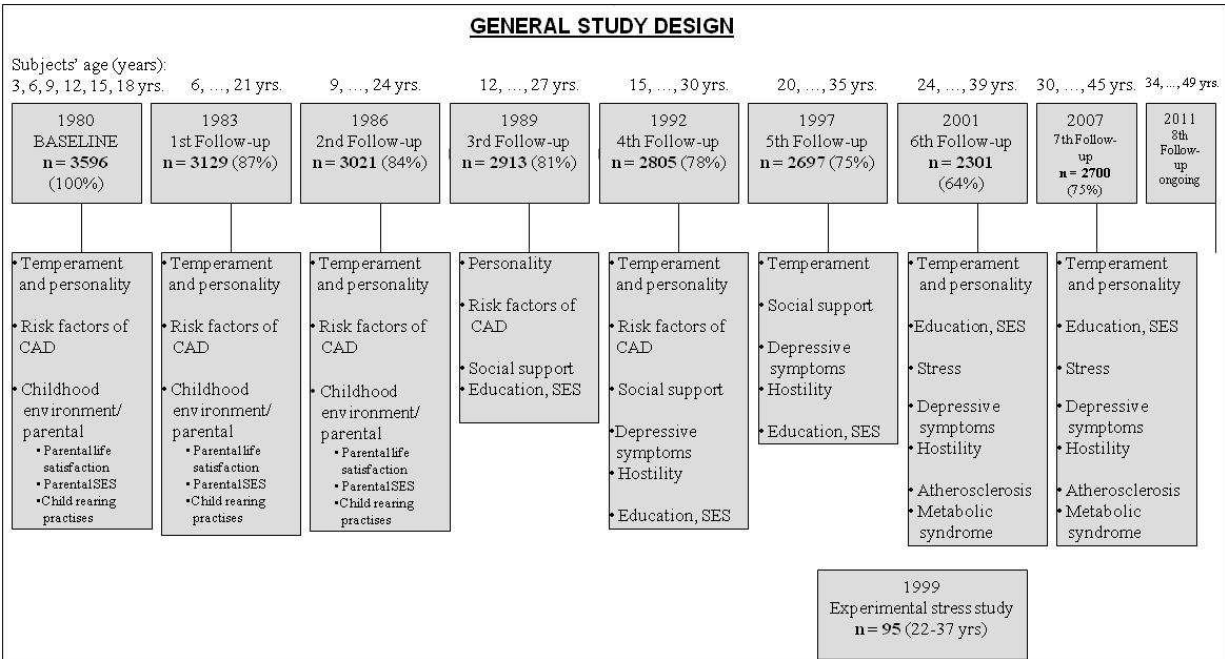 GENERAL STUDY DESIGN
Subjects' age (years):
3, 6, 9, 12, 15, 18 yrs.
6, ..., 21 yrs.
9, ..., 24 yrs.
12, ..., 27 yrs.
15, ..., 30 yrs.
20, ..., 35 yrs.
24, ..., 39 yrs.
30, ..., 45 yrs.
34, ..., 49 yrs.
1980
BASELINE
n = 3596
(100%)
1983
1st Follow-up
n = 3129 (87%)
1986
2nd Follow-up
n = 3021 (84%)
1989
3rd Follow-up
n = 2913 (81%)
1992
4th Follow-up
n = 2805 (78%)
1997
5th Follow-up
n = 2697 (75%)
2001
6th Follow-up
n = 2301
(64%)
2007
7th Follow-
up
n = 2700
(75%)
2011
8th
Follow-
up
ongoing
• Temperament
and personality
• Risk factors of
CAD
• Childhood
environment/
parental
• Parental life
satisfaction
• Parental SES
• Child rearing
practises
• Temperament
and personality
• Risk factors of
CAD
• Childhood
environment/
parental
• Parental life
satisfaction
• Parental SES
• Child rearing
practises
• Temperament
and personality
• Risk factors of
CAD
• Childhood
environment/
parental
• Parental life
satisfaction
• Parental SES
• Child rearing
practises
• Personality
• Risk factors of
CAD
• Social support
• Education, SES
• Temperament
and personality
• Risk factors of
CAD
• Social support
• Depressive
symptoms
• Hostility
• Education, SES
• Temperament
• Social support
• Depressive
symptoms
• Hostility
• Education, SES
• Temperament
and personality
• Education, SES
• Stress
• Depressive
symptoms
• Hostility
• Atherosclerosis
• Metabolic
syndrome
• Temperament
and personality
• Education, SES
• Stress
• Depressive
symptoms
• Hostility
• Atherosclerosis
• Metabolic
syndrome
1999
Experimental stress study
n = 95 (22-37 yrs)